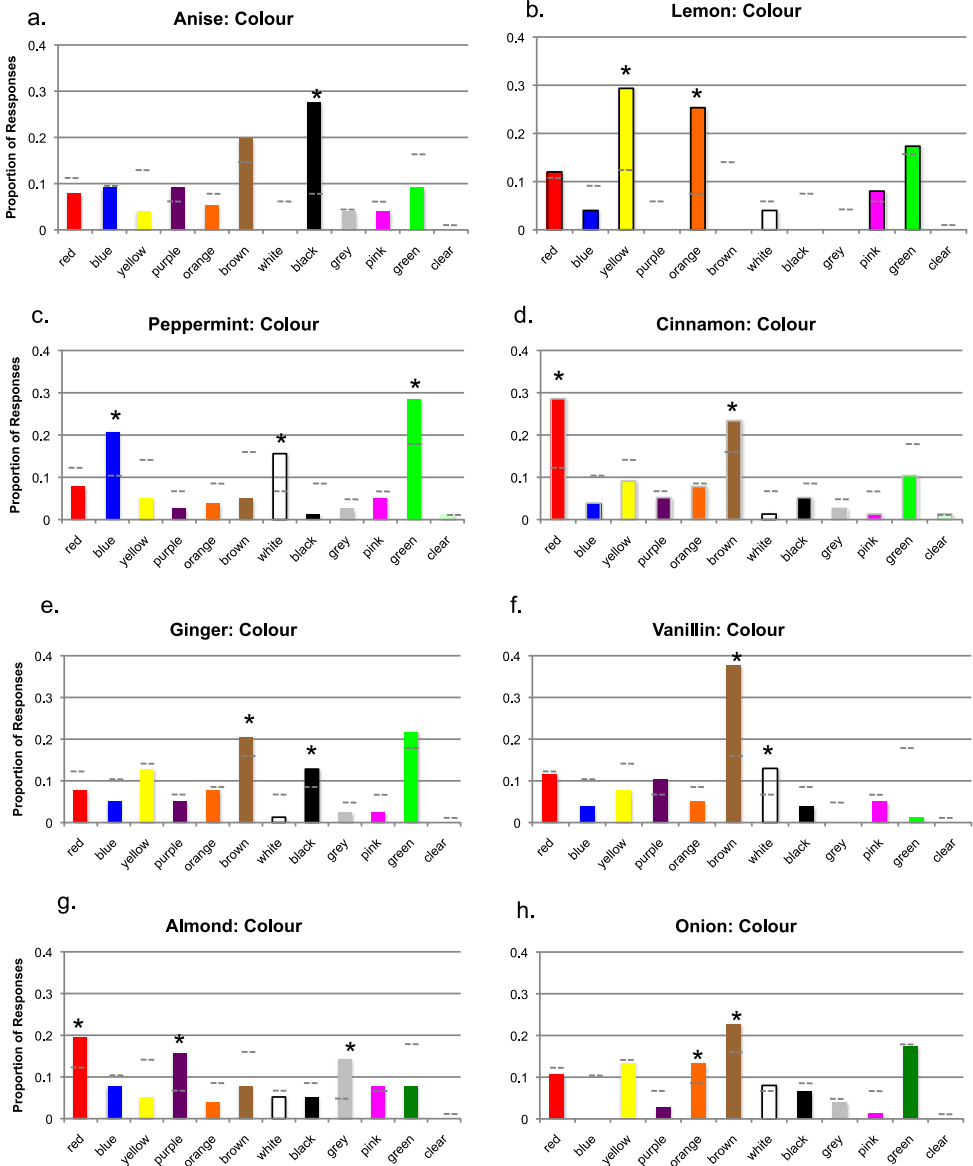 a.
Anise: Colour
Proportion of Ressponses
0.4
0.3
0.2
0.1
0
red blue yellow purple orange brown white black grey pink green clear
*
b.
Lemon: Colour
0.4
0.3
0.2
0.1
0
red blue yellow purple orange brown white black grey pink green clear
* *
c.
Peppermint: Colour
Proportion of Responses
0.4
0.3
0.2
0.1
0
red blue yellow purple orange brown white black grey pink green clear
* * *
d.
Cinnamon: Colour
0.4
0.3
0.2
0.1
0
red blue yellow purple orange brown white black grey pink green clear
* *
e.
Ginger: Colour
Proportion of Responses
0.4
0.3
0.2
0.1
0
red blue yellow purple orange brown white black grey pink green clear
* *
f.
Vanillin: Colour
0.4
0.3
0.2
0.1
0
red blue yellow purple orange brown white black grey pink green clear
* *
g.
Almond: Colour
Proportion of Responses
0.4
0.3
0.2
0.1
0
red blue yellow purple orange brown white black grey pink green clear
* * *
h.
Onion: Colour
0.4
0.3
0.2
0.1
0
red blue yellow purple orange brown white black grey pink green clear
* *